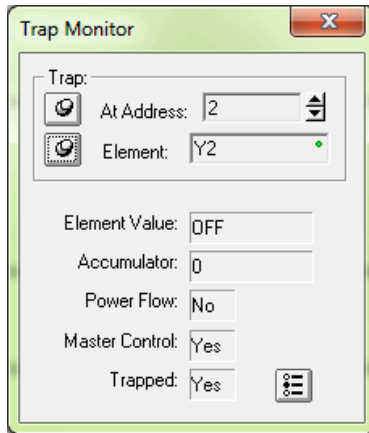 Trap Monitor
Trap:
At Address: 2
Element: Y2
Element Value: OFF
Accumulator: 0
Power Flow: No
Master Control: Yes
Trapped: Yes